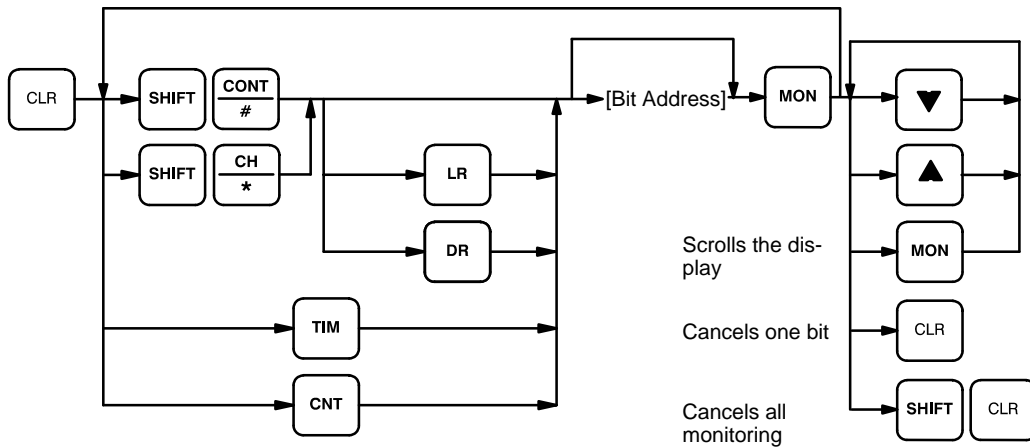 CLR
SHIFT
CONT
#
[Bit Address]
MON
SHIFT
CH
*
LR
DR
Scrolls the dis-
play
MON
TIM
Cancels one bit
CLR
CNT
Cancels all
monitoring
SHIFT
CLR